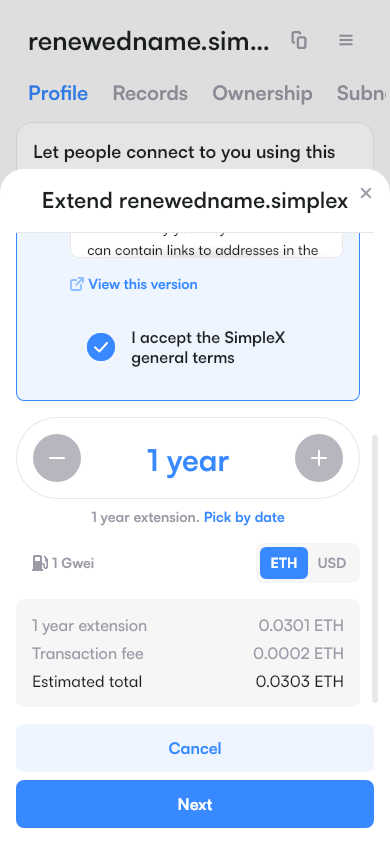 renewedname.sim...
Profile
Records
Ownership
Subn
Let people connect to you using this
Extend renewedname.simplex
can contain links to addresses in the
View this version
I accept the SimpleX
general terms
1 year
1 year extension. Pick by date
1 Gwei
ETH
USD
1 year extension
0.0301 ETH
Transaction fee
0.0002 ETH
Estimated total
0.0303 ETH
Cancel
Next